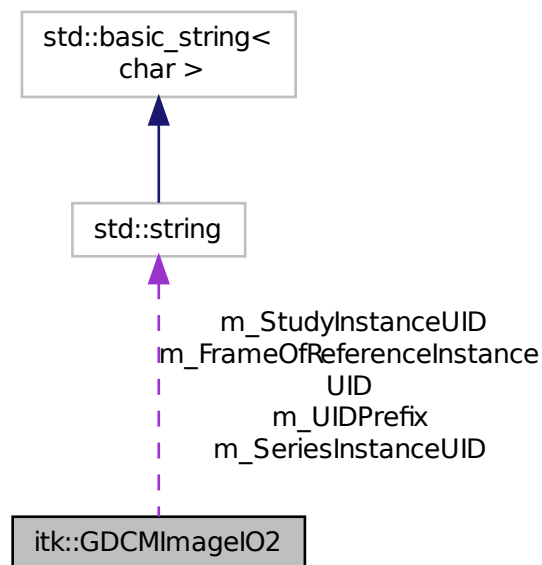 std::basic_string<
char >
std::string
m_StudyInstanceUID
m_FrameOfReferenceInstance
UID
m_UIDPrefix
m_SeriesInstanceUID
itk::GDCMImageIO2